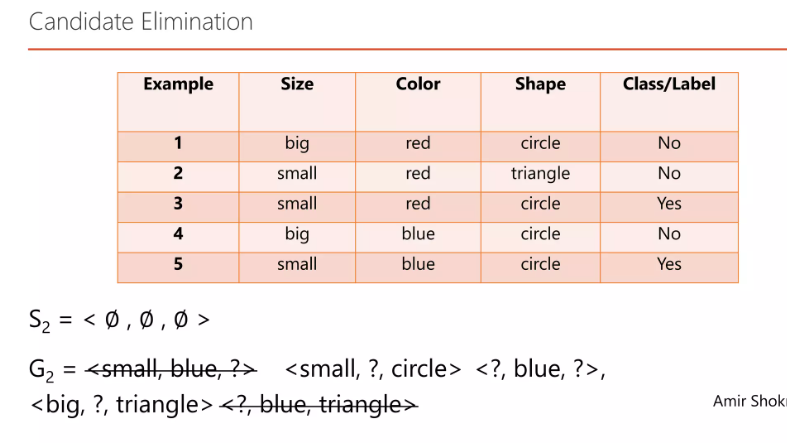 Candidate Elimination
Example Size Color Shape Class/Label
1 big red circle No
2 small red triangle No
3 small red circle Yes
4 big blue circle No
5 small blue circle Yes
S₂ = < Ø , Ø , Ø >
G₂ = <small, blue, ?> <small, ?, circle> <?, blue, ?>,
<big, ?, triangle> <?, blue, triangle>
Amir